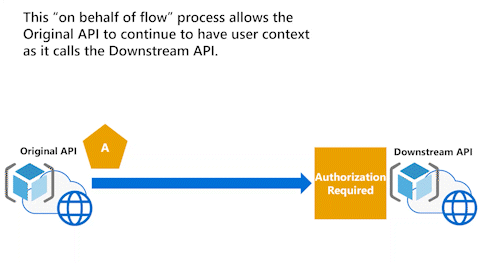 This “on behalf of flow” process allows the
Original API to continue to have user context
as it calls the Downstream API.
Original API
A
Authorization
Required
Downstream API